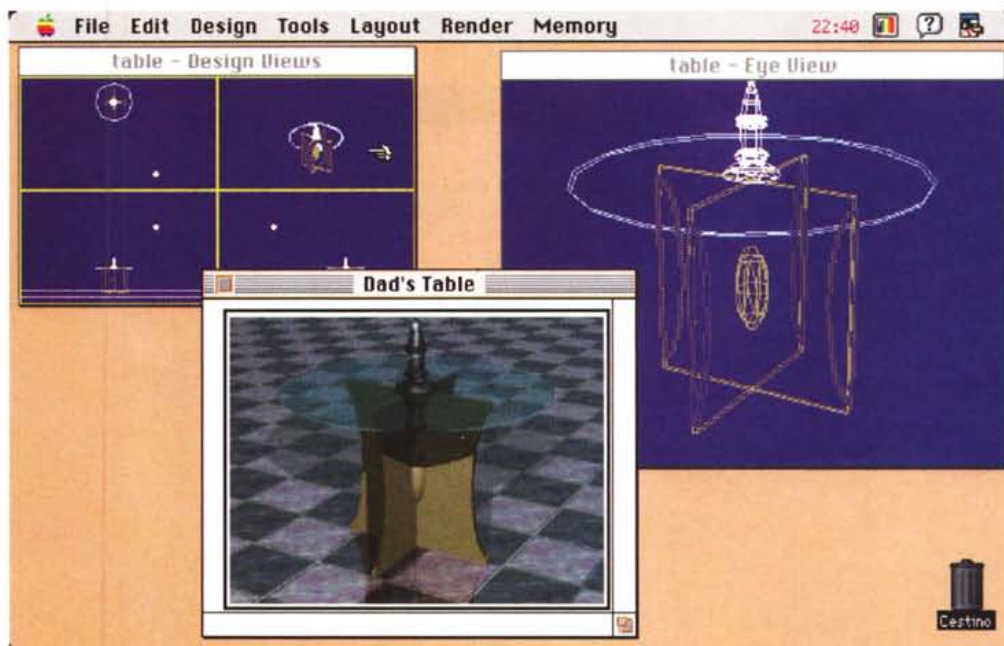 File Edit Design Tools Layout Render Memory 22:40
table - Design Views
table - Eye View
Dad's Table
Cestino